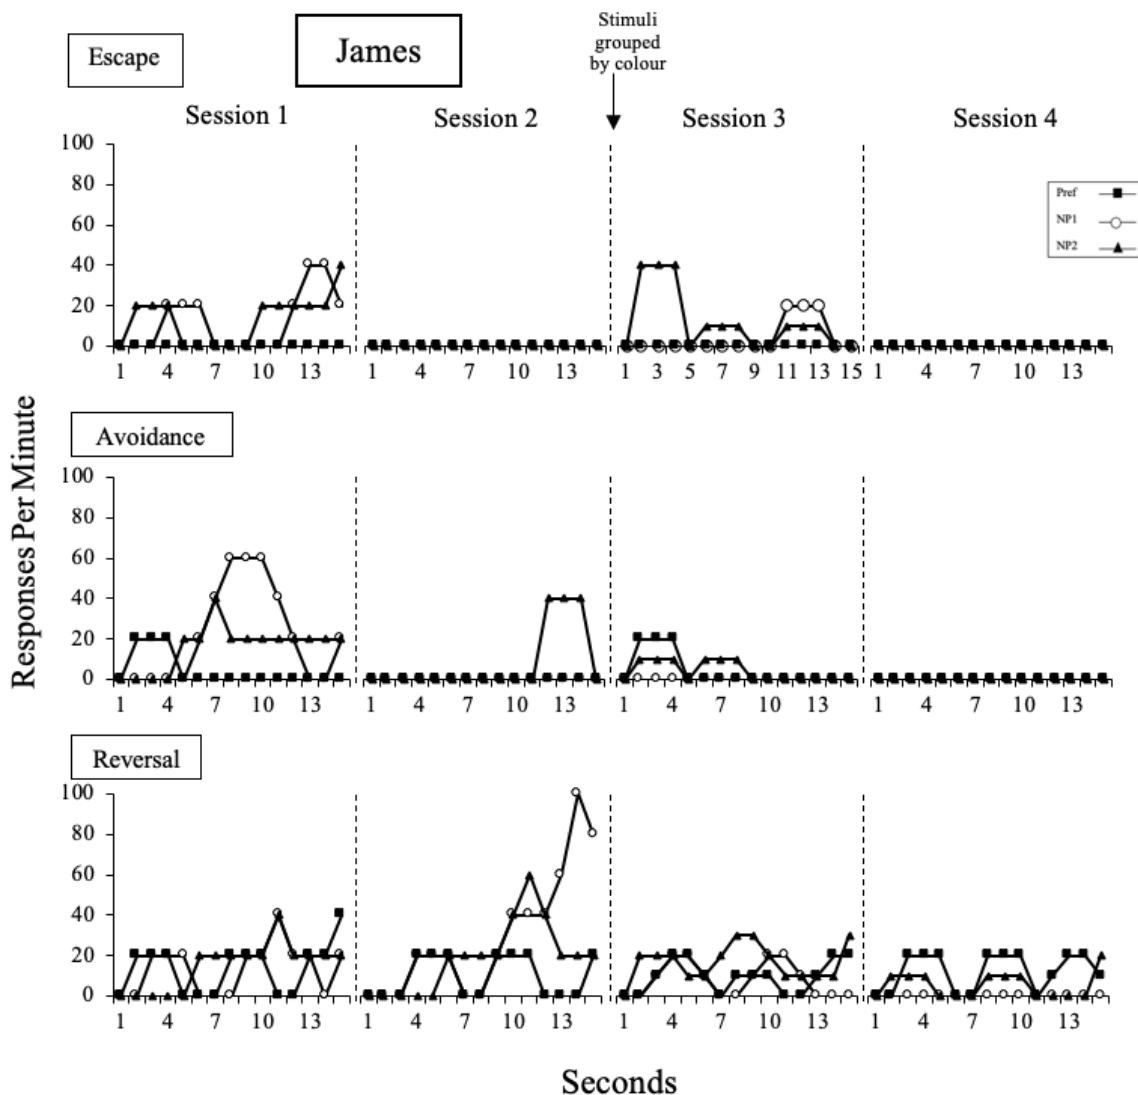 Escape
James
Stimuli
grouped
by colour
Session 1
Session 2
Session 3
Session 4
100
80
60
40
20
0
1 4 7 10 13
1 4 7 10 13
1 3 5 7 9 11 13 15
1 4 7 10 13
Pref
NP1
NP2
Responses Per Minute
Avoidance
100
80
60
40
20
0
1 4 7 10 13
1 4 7 10 13
1 4 7 10 13
1 4 7 10 13
Reversal
100
80
60
40
20
0
1 4 7 10 13
1 4 7 10 13
1 4 7 10 13
1 4 7 10 13
Seconds